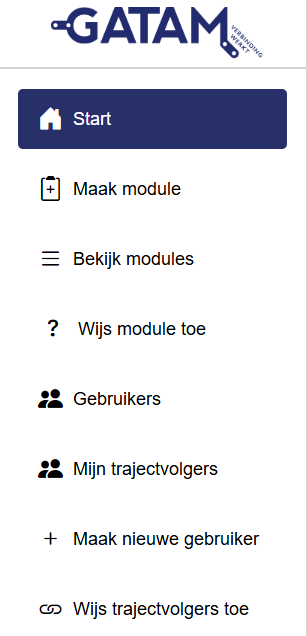 GATAM
VERBINDING
WERKT
Start
Maak module
Bekijk modules
? Wijs module toe
Gebruikers
Mijn trajectvolgers
+ Maak nieuwe gebruiker
Wijs trajectvolgers toe